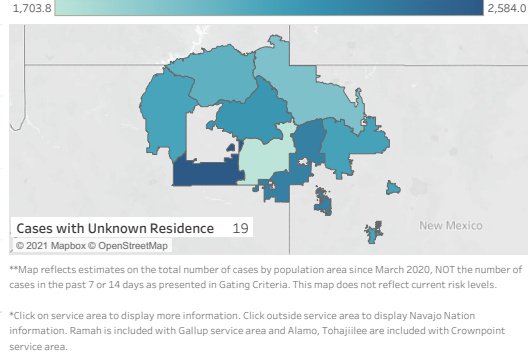 1,703.8 2,584.0
New Mexico
Cases with Unknown Residence 19
© 2021 Mapbox © OpenStreetMap
**Map reflects estimates on the total number of cases by population area since March 2020, NOT the number of
cases in the past 7 or 14 days as presented in Gating Criteria. This map does not reflect current risk levels.
*Click on service area to display more information. Click outside service area to display Navajo Nation
information. Ramah is included with Gallup service area and Alamo, Tohajiilee are included with Crownpoint
service area.